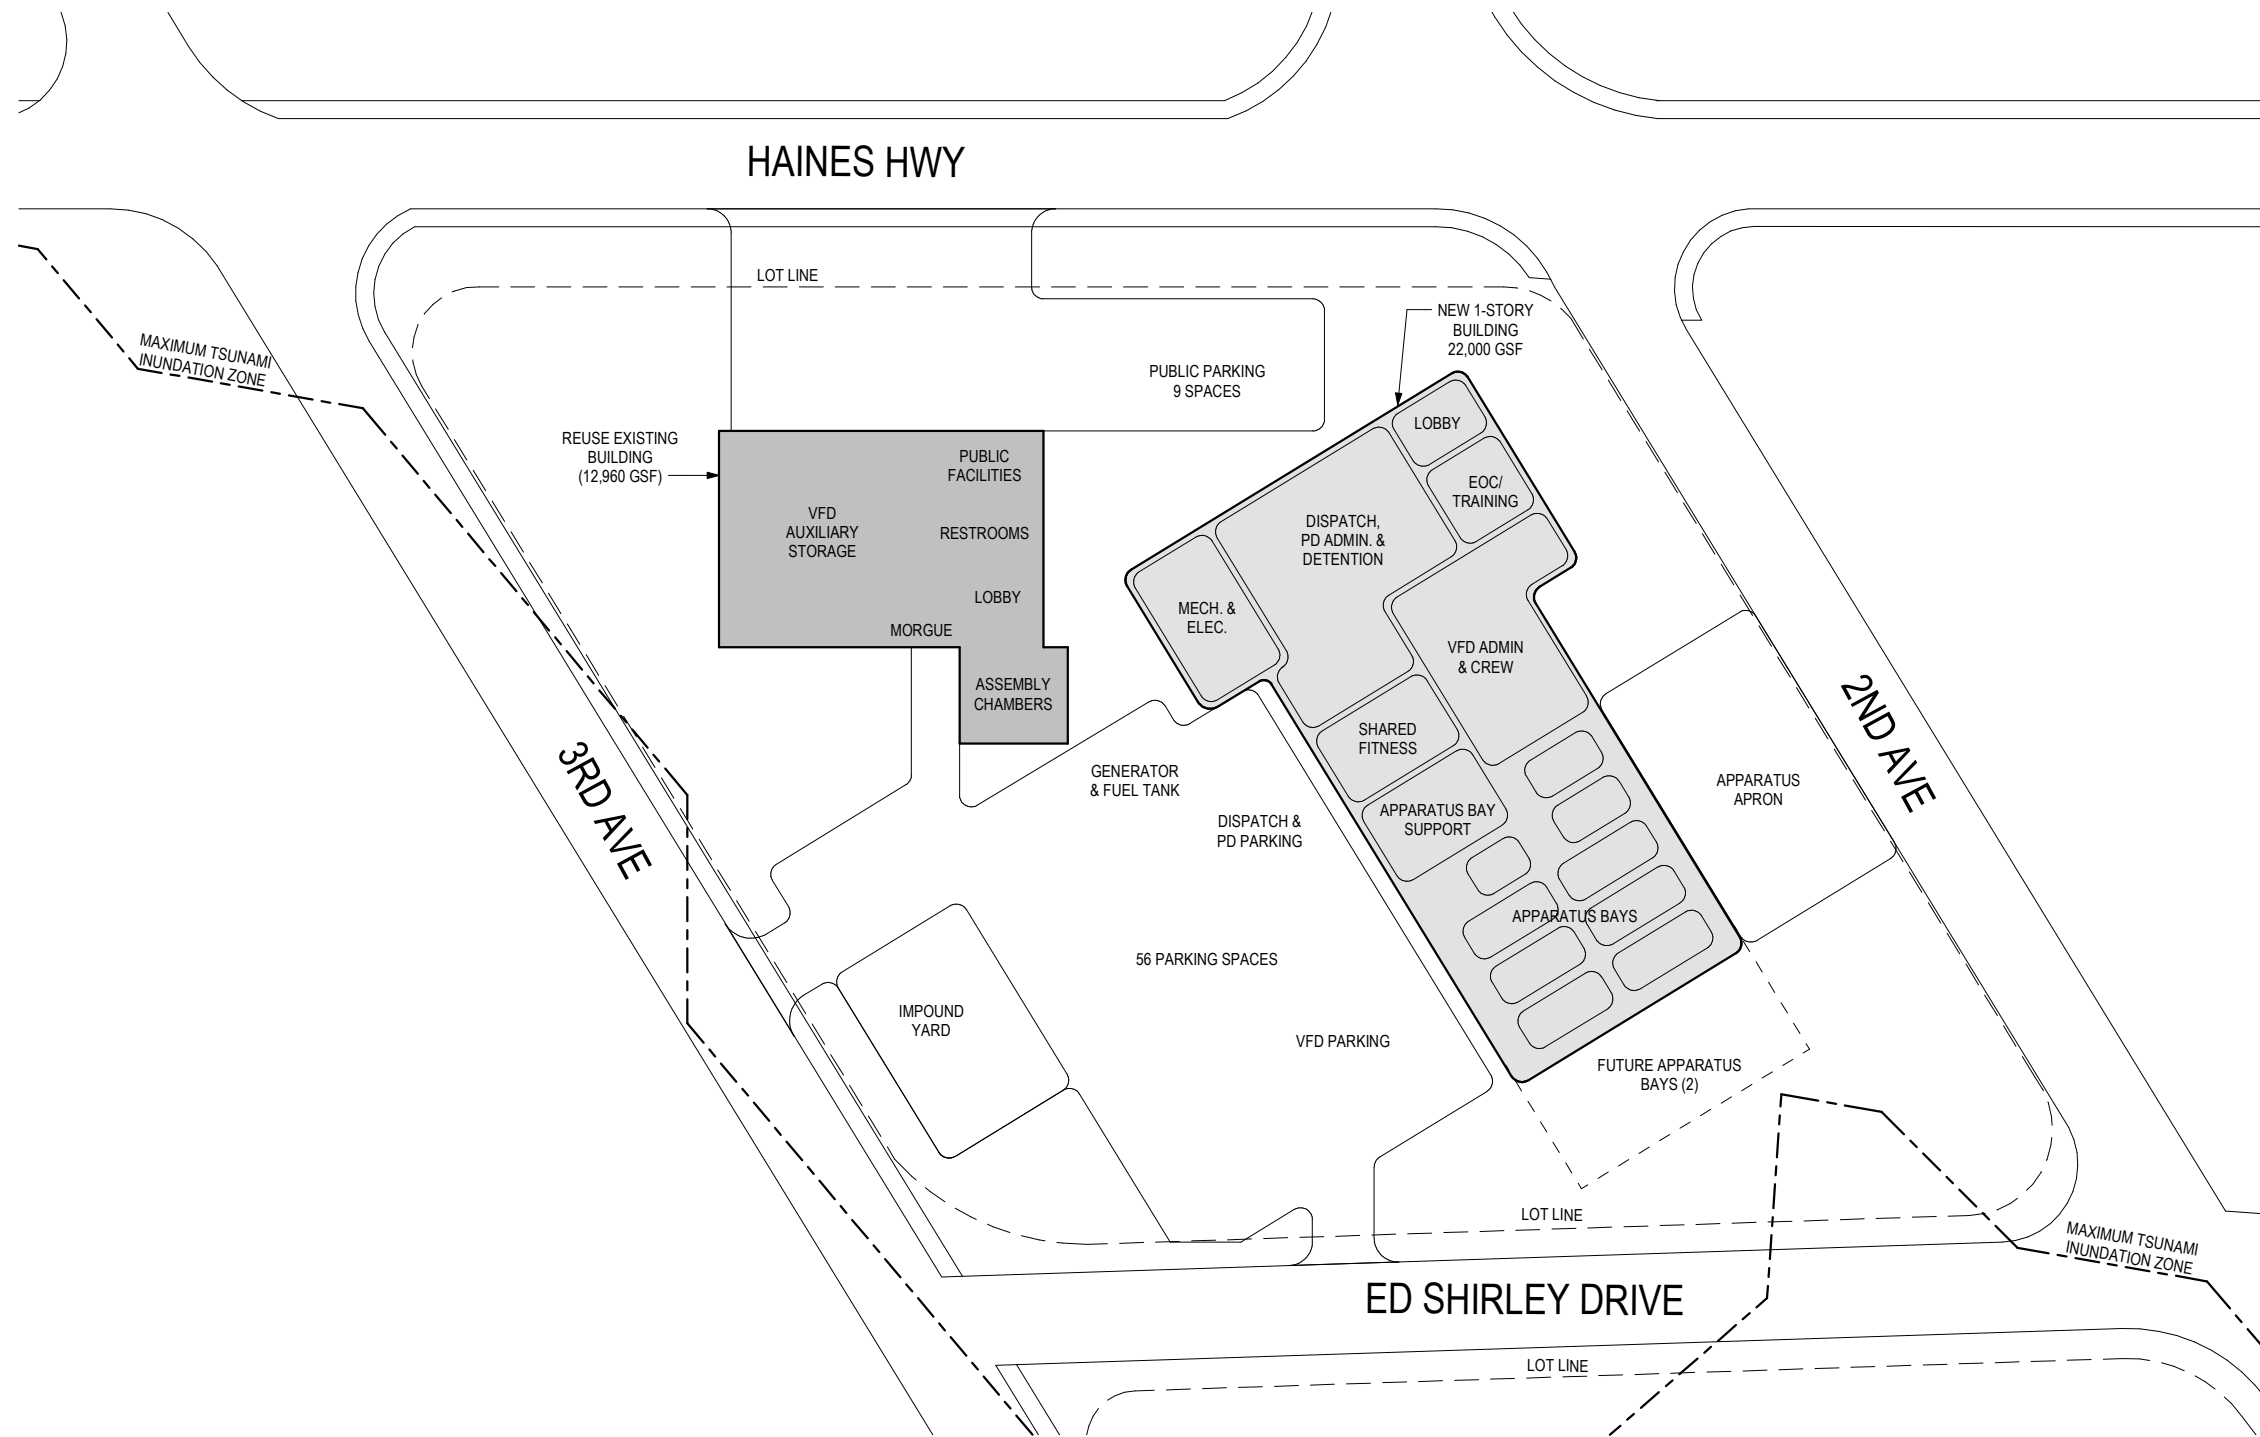 HAINES HWY
LOT LINE
NEW 1-STORY
BUILDING
22,000 GSF
MAXIMUM TSUNAMI
INUNDATION ZONE
PUBLIC PARKING
9 SPACES
REUSE EXISTING
BUILDING
(12,960 GSF)
PUBLIC
FACILITIES
VFD
AUXILIARY
STORAGE
RESTROOMS
LOBBY
MORGUE
ASSEMBLY
CHAMBERS
LOBBY
EOC/
TRAINING
DISPATCH,
PD ADMIN. &
DETENTION
MECH. &
ELEC.
VFD ADMIN
& CREW
SHARED
FITNESS
APPARATUS BAY
SUPPORT
APPARATUS BAYS
APPARATUS
APRON
2ND AVE
3RD AVE
GENERATOR
& FUEL TANK
DISPATCH &
PD PARKING
56 PARKING SPACES
IMPOUND
YARD
VFD PARKING
FUTURE APPARATUS
BAYS (2)
LOT LINE
MAXIMUM TSUNAMI
INUNDATION ZONE
ED SHIRLEY DRIVE
LOT LINE